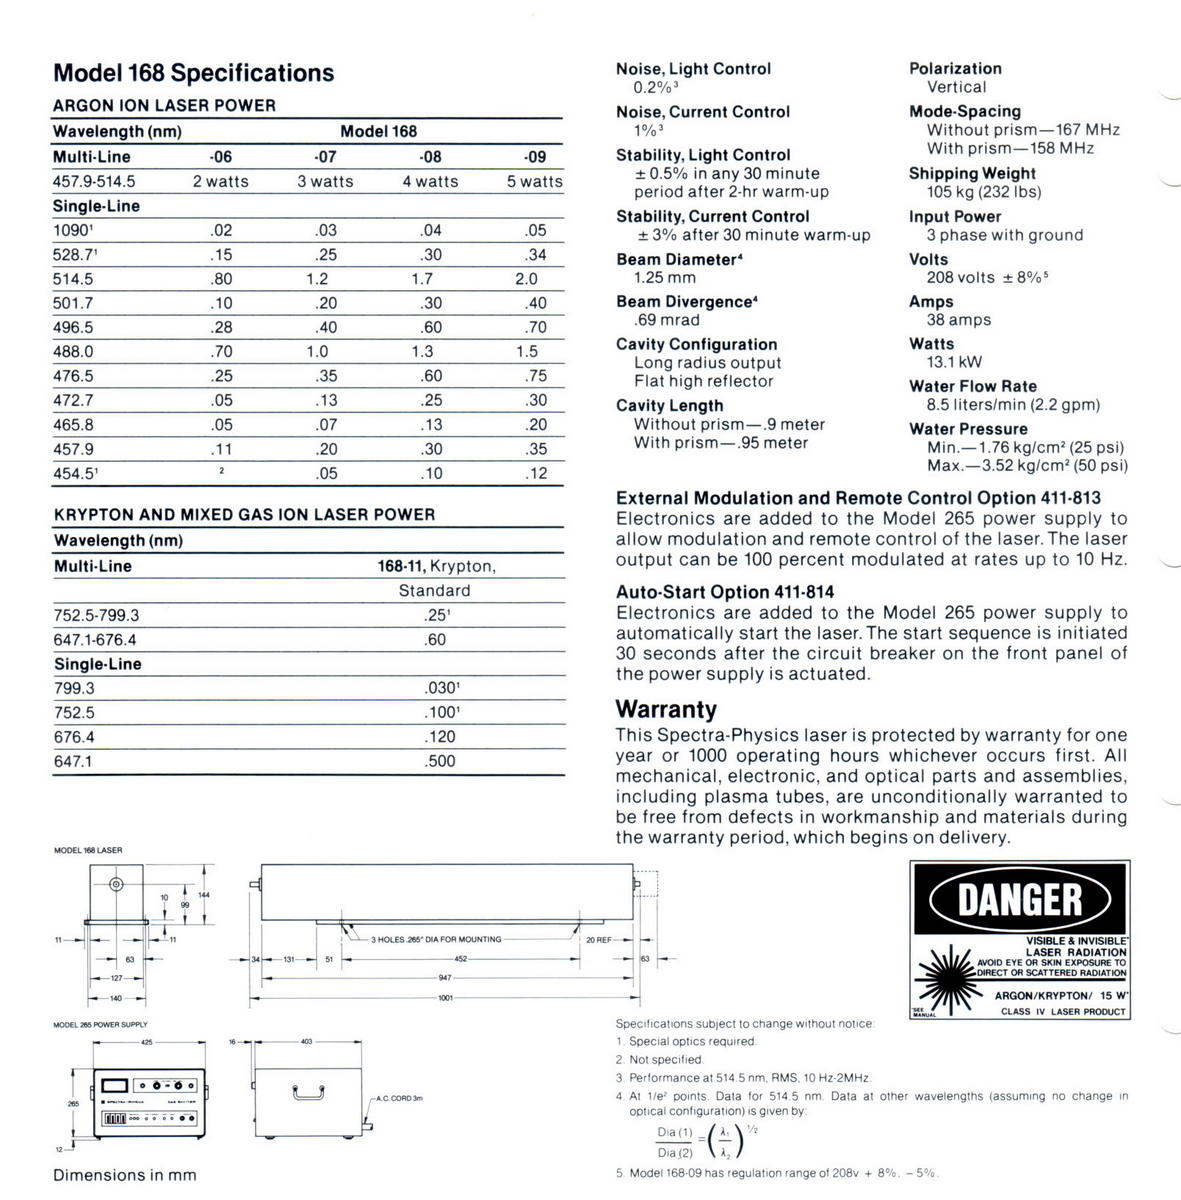 Model 168 Specifications
ARGON ION LASER POWER
Wavelength (nm) Model 168
Multi-Line -06 -07 -08 -09
457.9-514.5 2 watts 3 watts 4 watts 5 watts
Single-Line
1090¹ .02 .03 .04 .05
528.7¹ .15 .25 .30 .34
514.5 .80 1.2 1.7 2.0
501.7 .10 .20 .30 .40
496.5 .28 .40 .60 .70
488.0 .70 1.0 1.3 1.5
476.5 .25 .35 .60 .75
472.7 .05 .13 .25 .30
465.8 .05 .07 .13 .20
457.9 .11 .20 .30 .35
454.5¹ ² .05 .10 .12
KRYPTON AND MIXED GAS ION LASER POWER
Wavelength (nm)
Multi-Line 168-11, Krypton,
Standard
752.5-799.3 .25¹
647.1-676.4 .60
Single-Line
799.3 .030¹
752.5 .100¹
676.4 .120
647.1 .500
Noise, Light Control
0.2%³
Noise, Current Control
1%³
Stability, Light Control
± 0.5% in any 30 minute
period after 2-hr warm-up
Stability, Current Control
± 3% after 30 minute warm-up
Beam Diameter⁴
1.25 mm
Beam Divergence⁴
.69 mrad
Cavity Configuration
Long radius output
Flat high reflector
Cavity Length
Without prism—.9 meter
With prism—.95 meter
Polarization
Vertical
Mode-Spacing
Without prism—167 MHz
With prism—158 MHz
Shipping Weight
105 kg (232 lbs)
Input Power
3 phase with ground
Volts
208 volts ± 8%⁵
Amps
38 amps
Watts
13.1 kW
Water Flow Rate
8.5 liters/min (2.2 gpm)
Water Pressure
Min.—1.76 kg/cm² (25 psi)
Max.—3.52 kg/cm² (50 psi)
External Modulation and Remote Control Option 411-813
Electronics are added to the Model 265 power supply to
allow modulation and remote control of the laser. The laser
output can be 100 percent modulated at rates up to 10 Hz.
Auto-Start Option 411-814
Electronics are added to the Model 265 power supply to
automatically start the laser. The start sequence is initiated
30 seconds after the circuit breaker on the front panel of
the power supply is actuated.
Warranty
This Spectra-Physics laser is protected by warranty for one
year or 1000 operating hours whichever occurs first. All
mechanical, electronic, and optical parts and assemblies,
including plasma tubes, are unconditionally warranted to
be free from defects in workmanship and materials during
the warranty period, which begins on delivery.
MODEL 168 LASER
10 99 144
11 63 11
127
140
3 HOLES .265" DIA FOR MOUNTING 20 REF
34 131 51 452 63
947
1001
MODEL 265 POWER SUPPLY
425 16 403
265
SPECTRA-PHYSICS
A.C. CORD 3m
12
Dimensions in mm
DANGER
VISIBLE & INVISIBLE*
LASER RADIATION
AVOID EYE OR SKIN EXPOSURE TO
DIRECT OR SCATTERED RADIATION
ARGON/KRYPTON/ 15 W*
*SEE
MANUAL
CLASS IV LASER PRODUCT
Specifications subject to change without notice:
1. Special optics required.
2. Not specified.
3. Performance at 514.5 nm, RMS, 10 Hz-2MHz.
4. At 1/e² points. Data for 514.5 nm. Data at other wavelengths (assuming no change in
optical configuration) is given by:
Dia (1) / Dia (2) = (λ₁ / λ₂)^½
5. Model 168-09 has regulation range of 208v + 8%. − 5%.